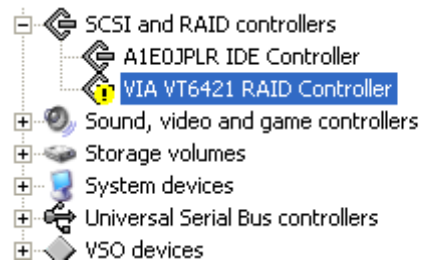 SCSI and RAID controllers
A1E0JPLR IDE Controller
VIA VT6421 RAID Controller
Sound, video and game controllers
Storage volumes
System devices
Universal Serial Bus controllers
VSO devices